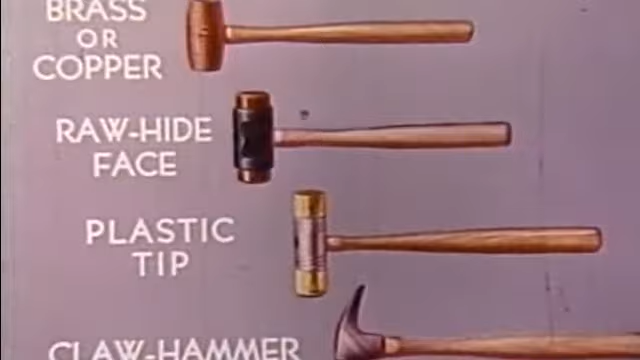 BRASS
OR
COPPER
RAW-HIDE
FACE
PLASTIC
TIP
CLAW-HAMMER